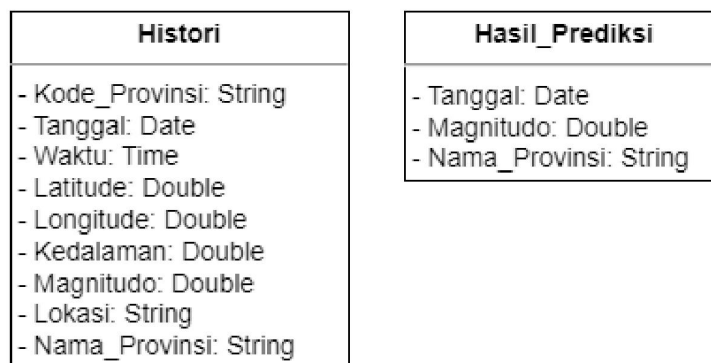 Histori
- Kode_Provinsi: String
- Tanggal: Date
- Waktu: Time
- Latitude: Double
- Longitude: Double
- Kedalaman: Double
- Magnitudo: Double
- Lokasi: String
- Nama_Provinsi: String
Hasil_Prediksi
- Tanggal: Date
- Magnitudo: Double
- Nama_Provinsi: String